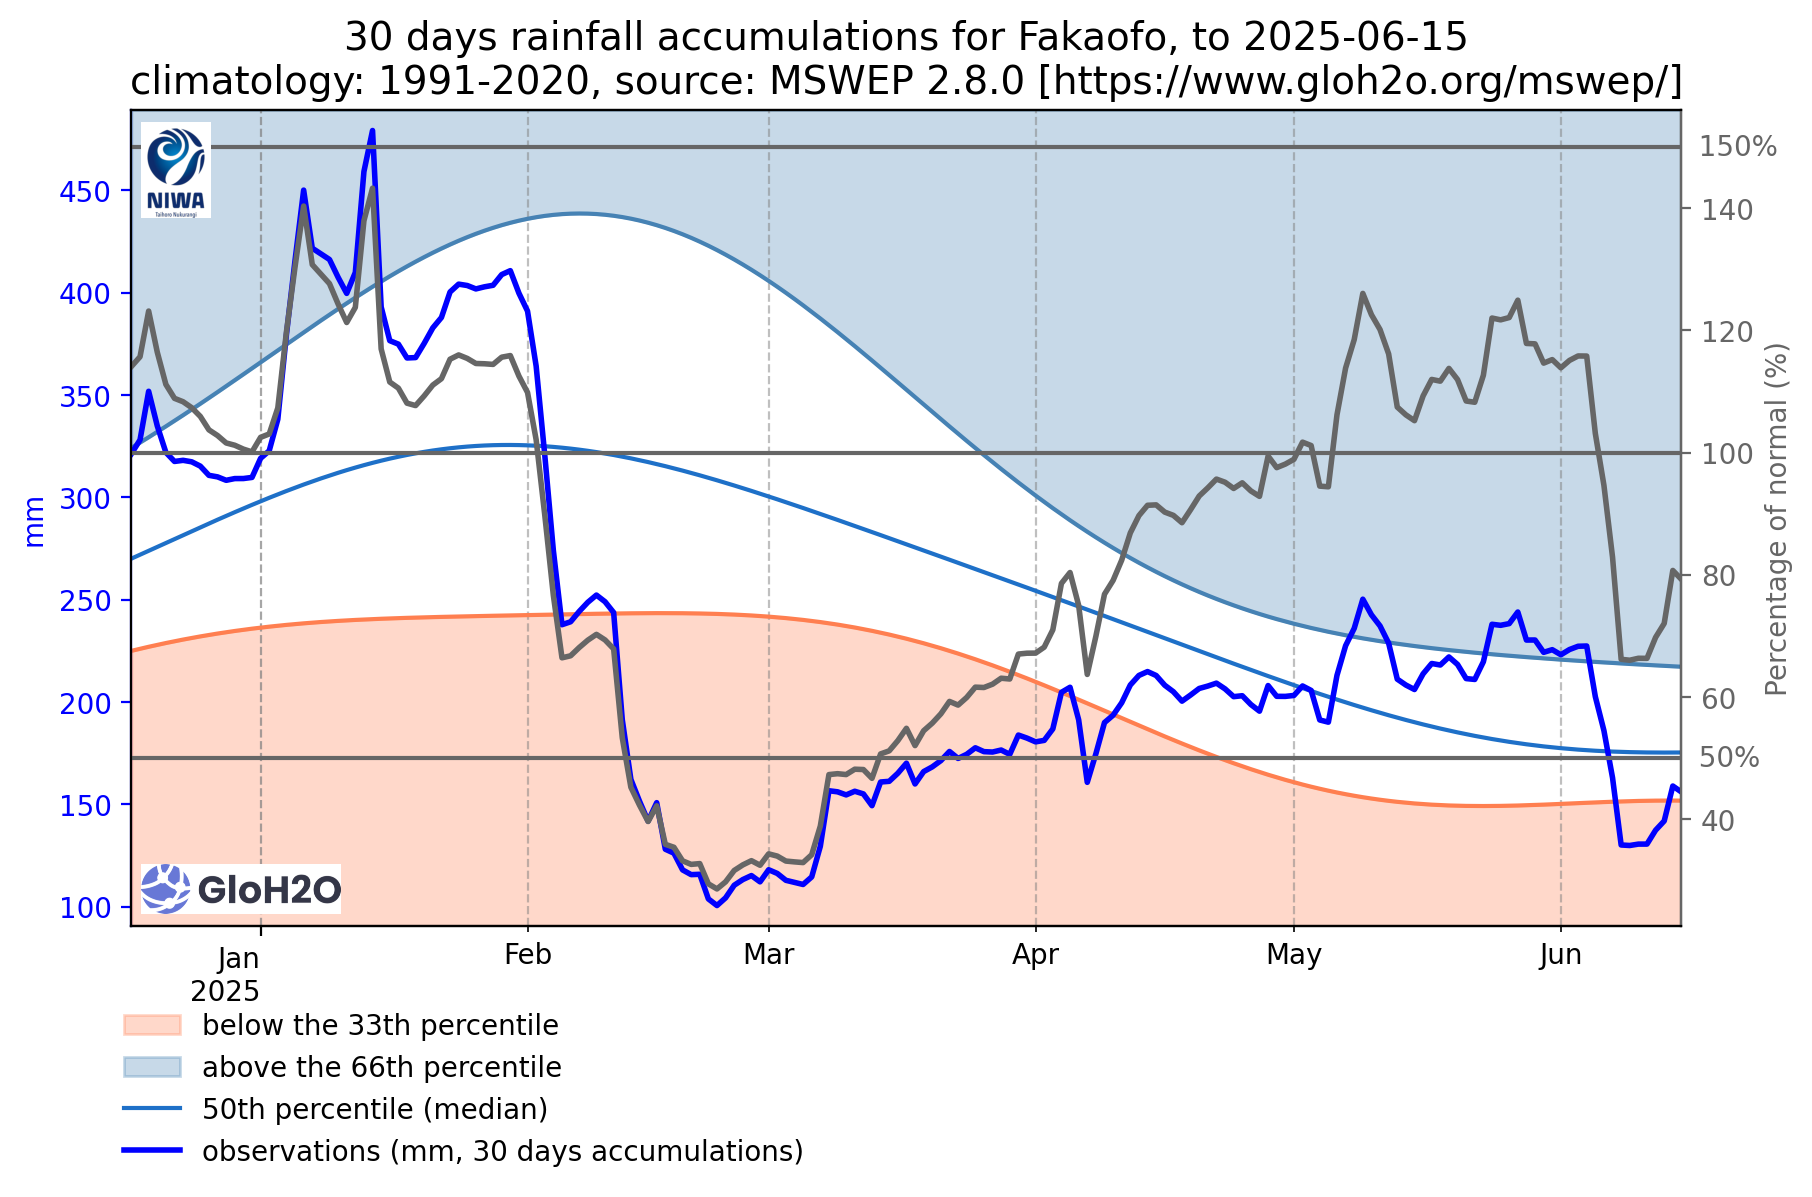 30 days rainfall accumulations for Fakaofo, to 2025-06-15
climatology: 1991-2020, source: MSWEP 2.8.0 [https://www.gloh2o.org/mswep/]
NIWA
Taihoro Nukurangi
450
400
350
300
250
200
150
100
mm
150%
140
120
100
80
60
50%
40
Percentage of normal (%)
GloH2O
Jan
2025
Feb
Mar
Apr
May
Jun
below the 33th percentile
above the 66th percentile
50th percentile (median)
observations (mm, 30 days accumulations)